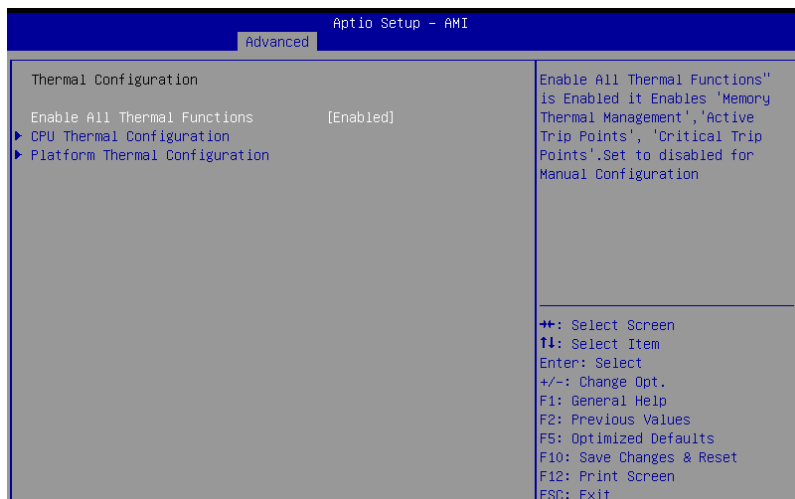 Aptio Setup - AMI
Advanced
Thermal Configuration
Enable All Thermal Functions [Enabled]
CPU Thermal Configuration
Platform Thermal Configuration
Enable All Thermal Functions"
is Enabled it Enables 'Memory
Thermal Management','Active
Trip Points', 'Critical Trip
Points'.Set to disabled for
Manual Configuration
→←: Select Screen
↑↓: Select Item
Enter: Select
+/-: Change Opt.
F1: General Help
F2: Previous Values
F5: Optimized Defaults
F10: Save Changes & Reset
F12: Print Screen
ESC: Exit